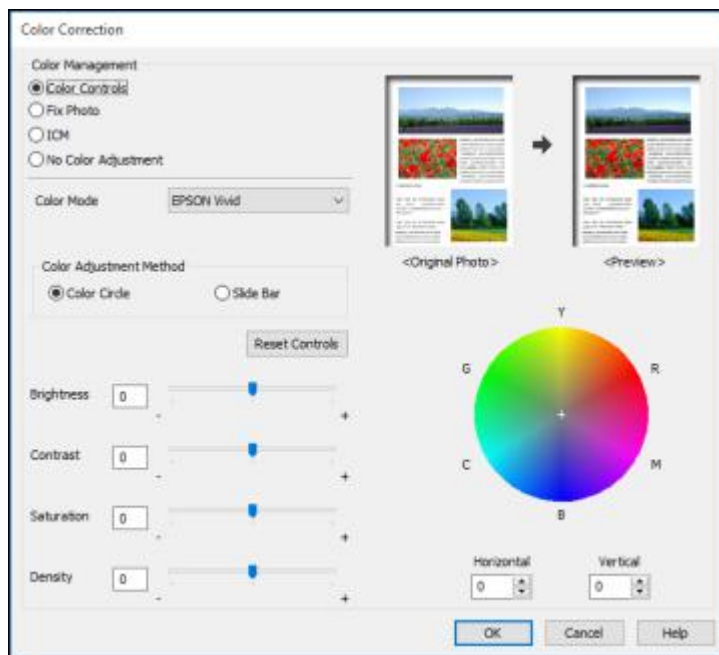 Color Correction
Color Management
Color Controls
Fix Photo
ICM
No Color Adjustment
Color Mode
EPSON Vivid
<Original Photo>
<Preview>
Color Adjustment Method
Color Circle
Slide Bar
Reset Controls
Brightness 0 - +
Contrast 0 - +
Saturation 0 - +
Density 0 - +
Y
G R
C M
B
Horizontal Vertical
0 0
OK Cancel Help